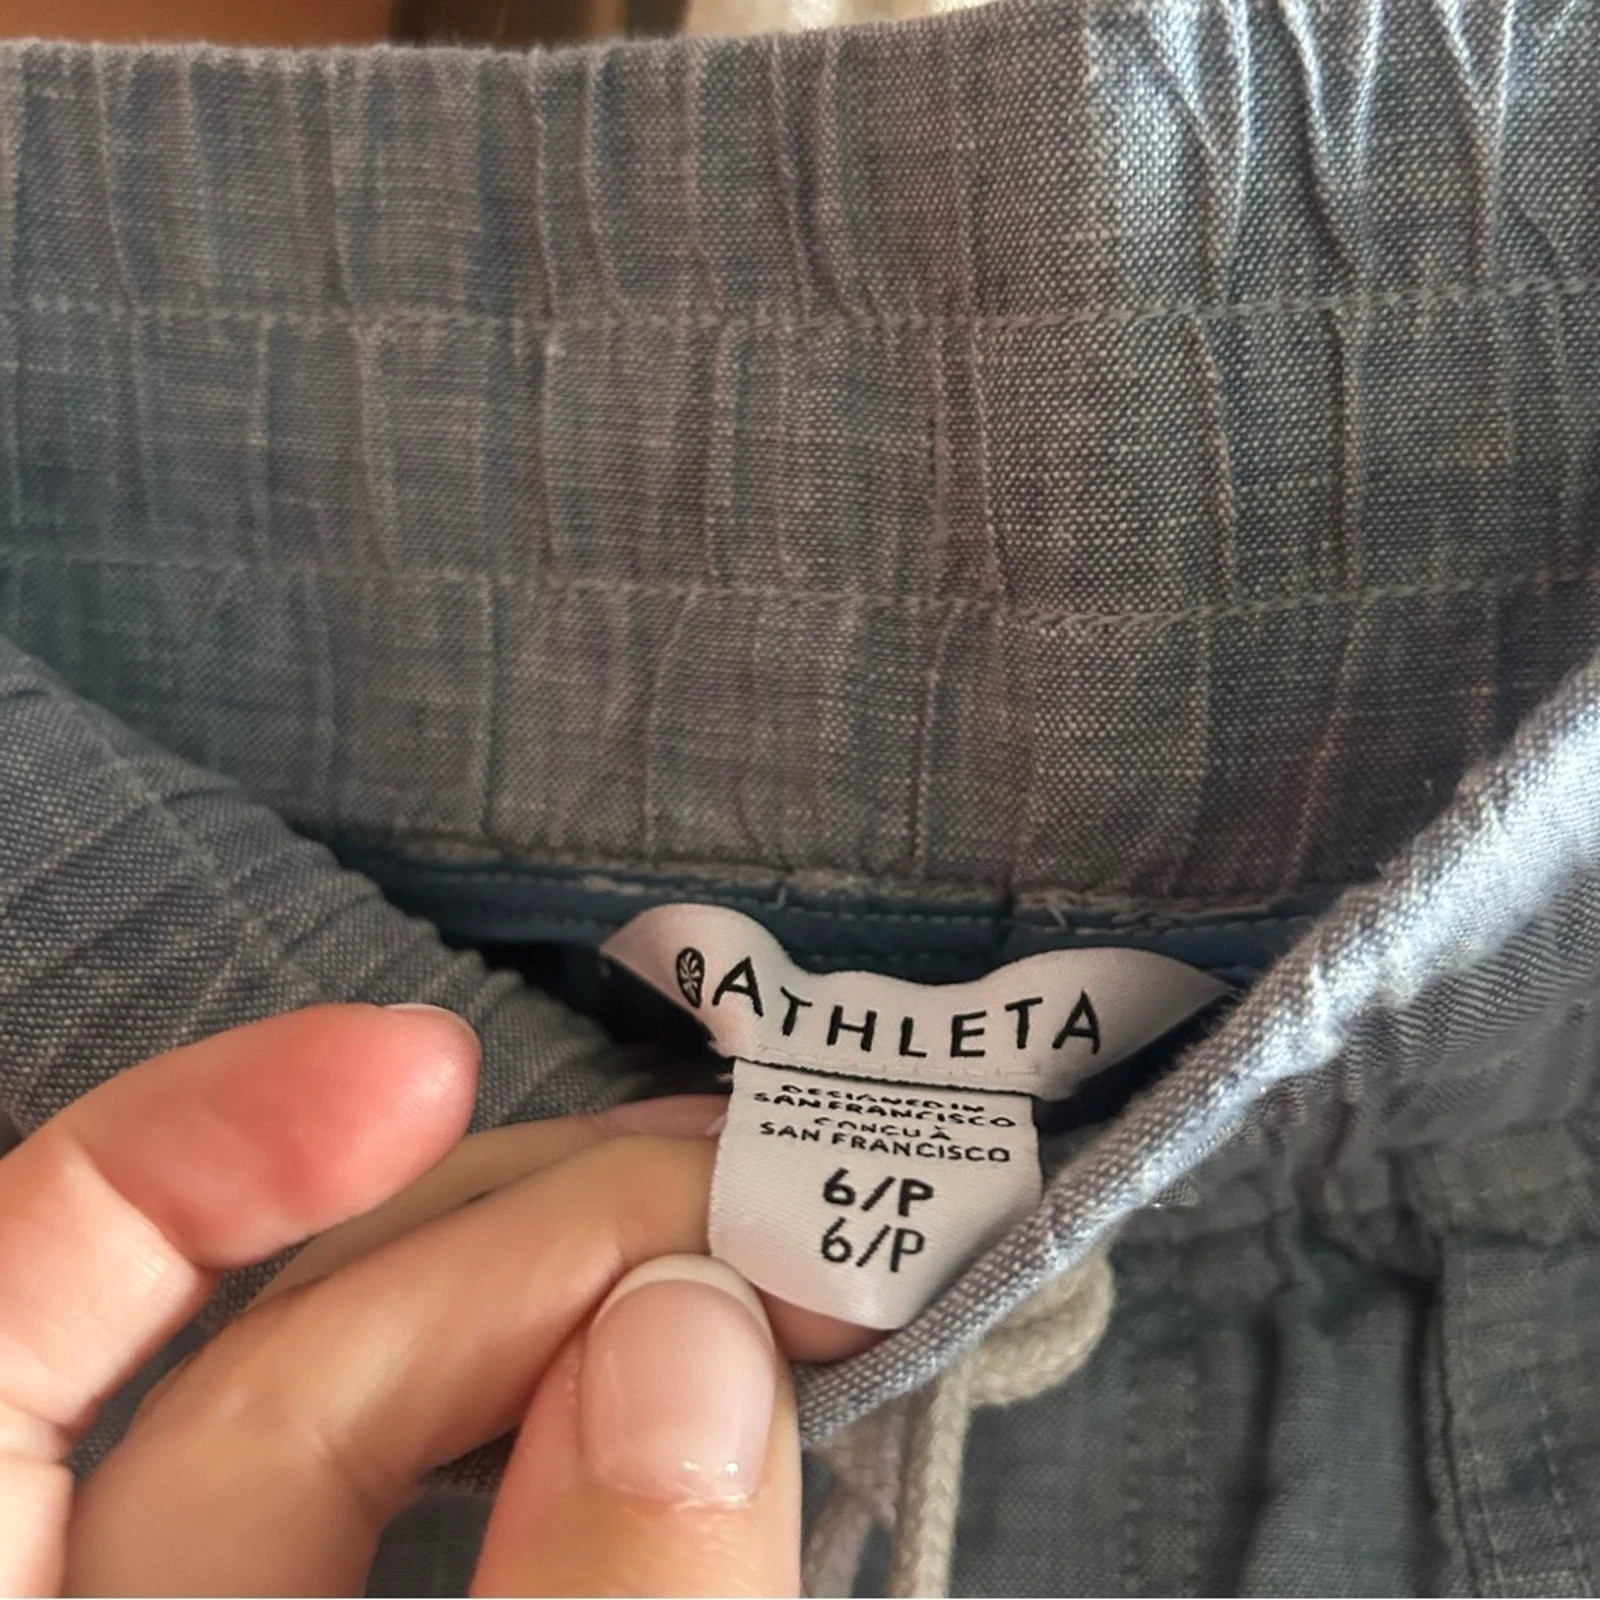 ATHLETA
DESIGNED IN
SAN FRANCISCO
CONÇU À
SAN FRANCISCO
6/P
6/P